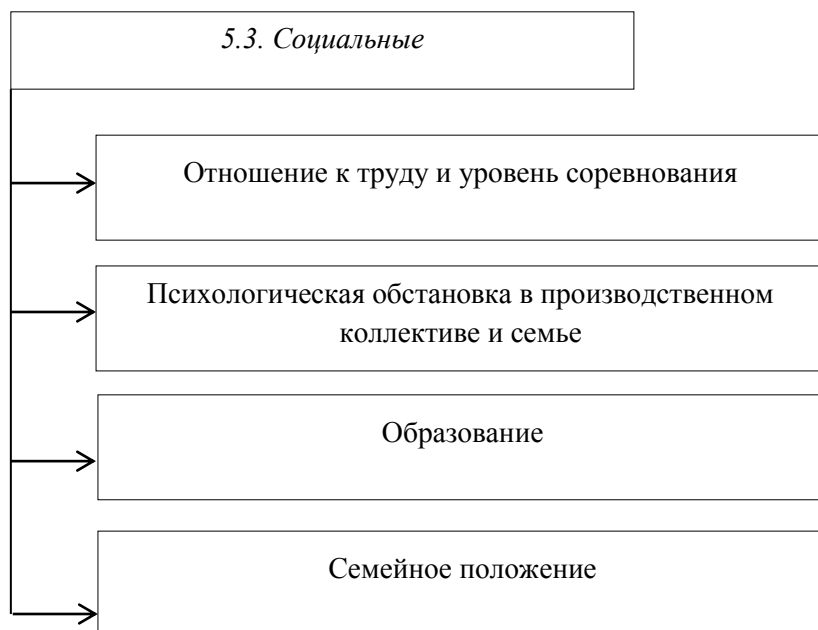 5.3. Социальные
Отношение к труду и уровень соревнования
Психологическая обстановка в производственном
коллективе и семье
Образование
Семейное положение